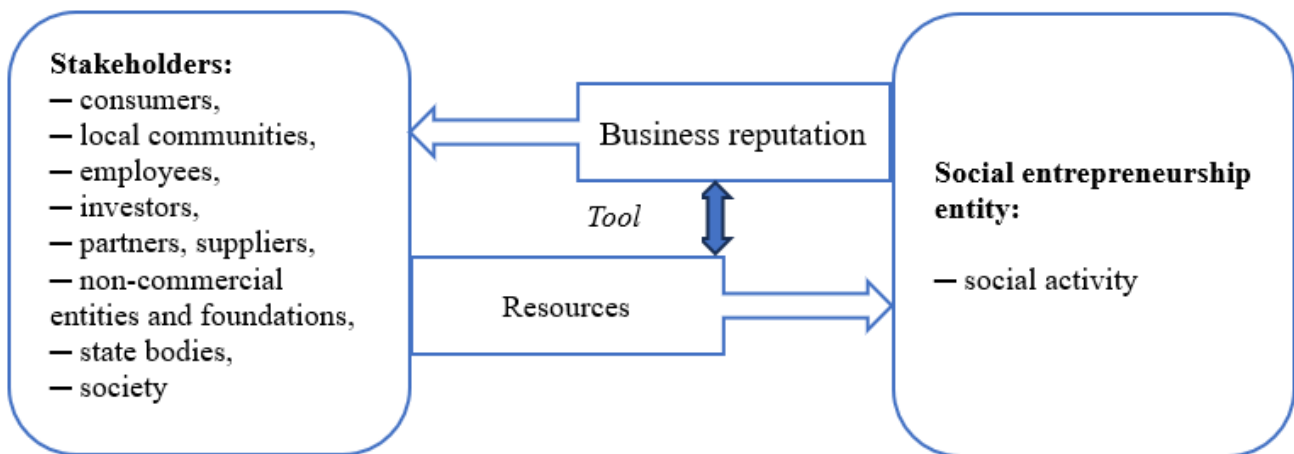 Stakeholders:
— consumers,
— local communities,
— employees,
— investors,
— partners, suppliers,
— non-commercial
entities and foundations,
— state bodies,
— society
Business reputation
Tool
Resources
Social entrepreneurship
entity:
— social activity